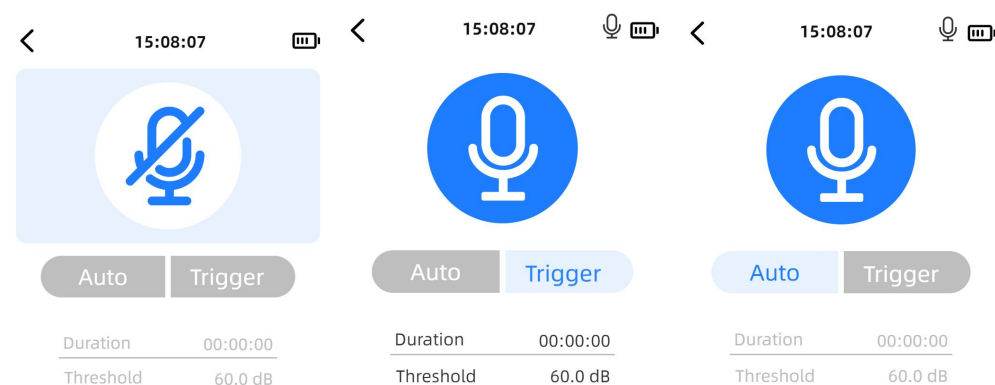 15:08:07
Auto Trigger
Duration 00:00:00
Threshold 60.0 dB
15:08:07
Auto Trigger
Duration 00:00:00
Threshold 60.0 dB
15:08:07
Auto Trigger
Duration 00:00:00
Threshold 60.0 dB